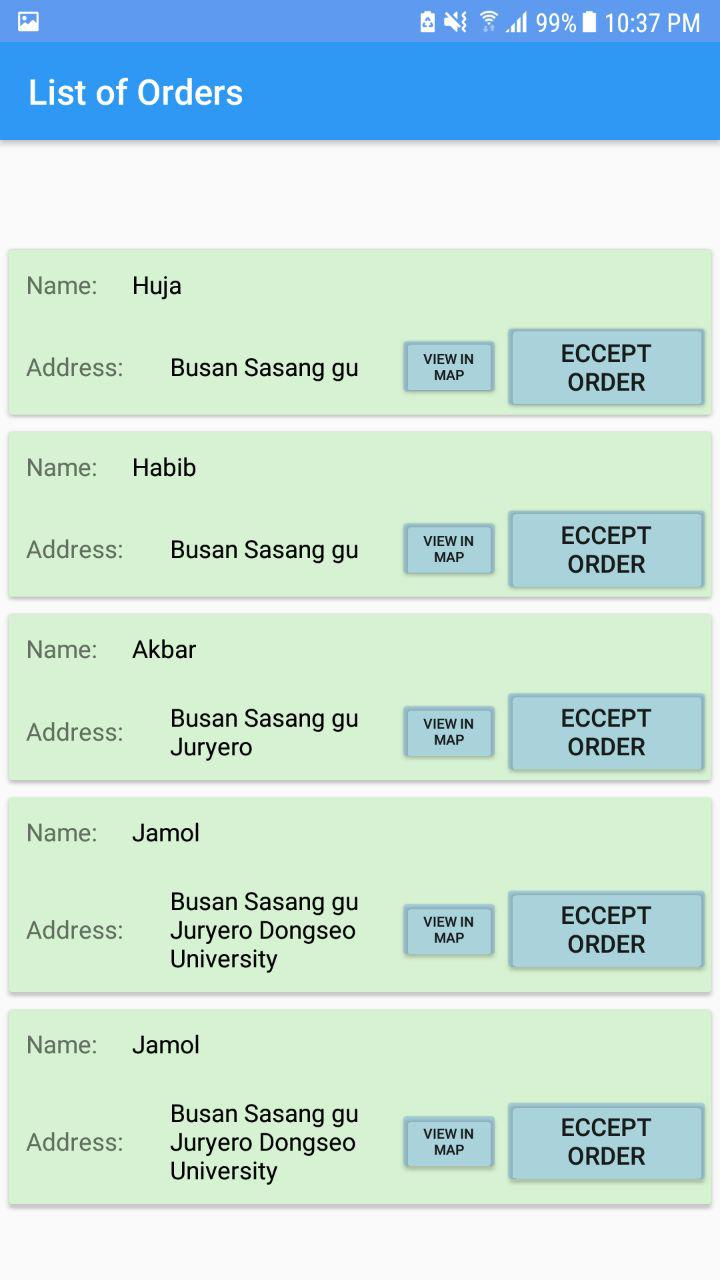 99% 10:37 PM
List of Orders
Name: Huja
Address: Busan Sasang gu
VIEW IN
MAP
ECCEPT
ORDER
Name: Habib
Address: Busan Sasang gu
VIEW IN
MAP
ECCEPT
ORDER
Name: Akbar
Address: Busan Sasang gu
Juryero
VIEW IN
MAP
ECCEPT
ORDER
Name: Jamol
Address: Busan Sasang gu
Juryero Dongseo
University
VIEW IN
MAP
ECCEPT
ORDER
Name: Jamol
Address: Busan Sasang gu
Juryero Dongseo
University
VIEW IN
MAP
ECCEPT
ORDER